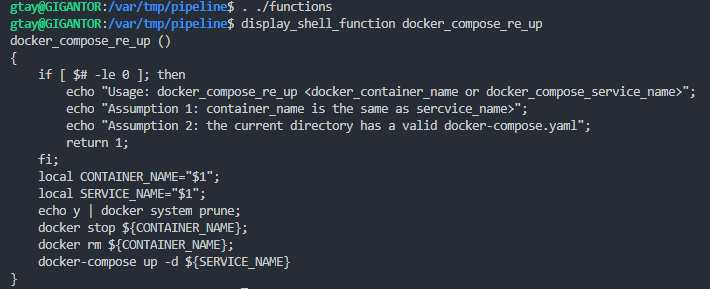 gtay@GIGANTOR:/var/tmp/pipeline$ . ./functions
gtay@GIGANTOR:/var/tmp/pipeline$ display_shell_function docker_compose_re_up
docker_compose_re_up ()
{
    if [ $# -le 0 ]; then
        echo "Usage: docker_compose_re_up <docker_container_name or docker_compose_service_name>";
        echo "Assumption 1: container_name is the same as sercvice_name>";
        echo "Assumption 2: the current directory has a valid docker-compose.yaml";
        return 1;
    fi;
    local CONTAINER_NAME="$1";
    local SERVICE_NAME="$1";
    echo y | docker system prune;
    docker stop ${CONTAINER_NAME};
    docker rm ${CONTAINER_NAME};
    docker-compose up -d ${SERVICE_NAME}
}